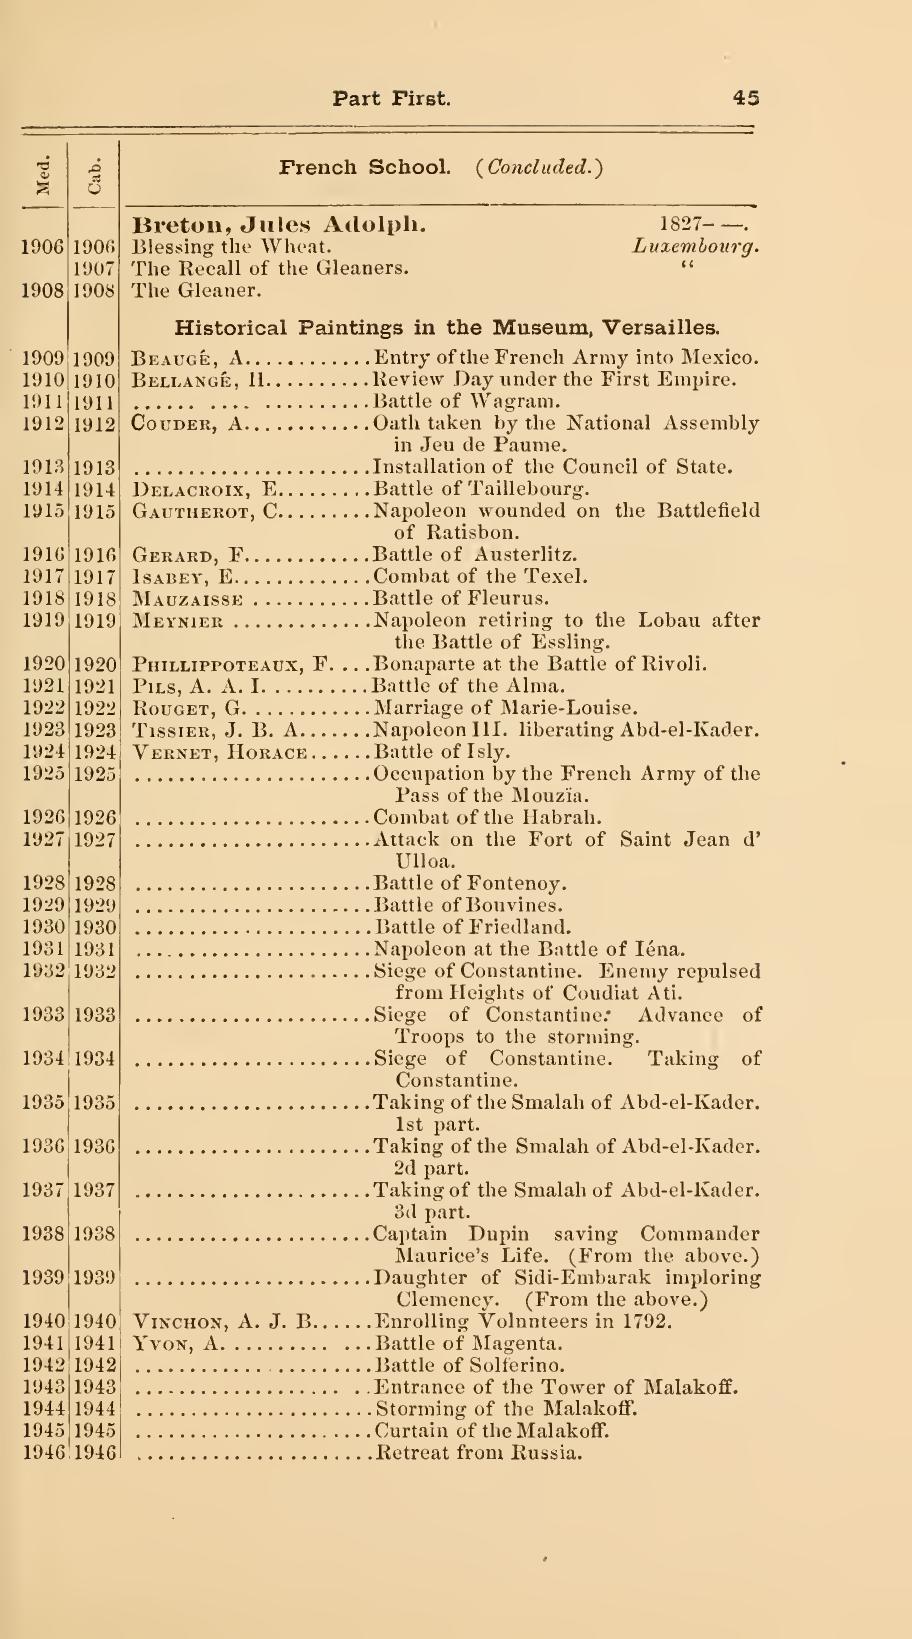 Part First. 45
Med. Cab. French School. (Concluded.)
Breton, Jules Adolph. 1827– —.
1906 1906 Blessing the Wheat. Luxembourg.
1907 The Recall of the Gleaners. "
1908 1908 The Gleaner.
Historical Paintings in the Museum, Versailles.
1909 1909 BEAUGÉ, A............Entry of the French Army into Mexico.
1910 1910 BELLANGÉ, H..........Review Day under the First Empire.
1911 1911 ...... .... ..........Battle of Wagram.
1912 1912 COUDER, A............Oath taken by the National Assembly
in Jeu de Paume.
1913 1913 ......................Installation of the Council of State.
1914 1914 DELACROIX, E.........Battle of Taillebourg.
1915 1915 GAUTHEROT, C.........Napoleon wounded on the Battlefield
of Ratisbon.
1916 1916 GERARD, F............Battle of Austerlitz.
1917 1917 ISABEY, E.............Combat of the Texel.
1918 1918 MAUZAISSE ...........Battle of Fleurus.
1919 1919 MEYNIER .............Napoleon retiring to the Lobau after
the Battle of Essling.
1920 1920 PHILLIPPOTEAUX, F....Bonaparte at the Battle of Rivoli.
1921 1921 PILS, A. A. I..........Battle of the Alma.
1922 1922 ROUGET, G............Marriage of Marie-Louise.
1923 1923 TISSIER, J. B. A.......Napoleon III. liberating Abd-el-Kader.
1924 1924 VERNET, HORACE......Battle of Isly.
1925 1925 ......................Occupation by the French Army of the
Pass of the Mouzïa.
1926 1926 ......................Combat of the Habrah.
1927 1927 ......................Attack on the Fort of Saint Jean d'
Ulloa.
1928 1928 ......................Battle of Fontenoy.
1929 1929 ......................Battle of Bouvines.
1930 1930 ......................Battle of Friedland.
1931 1931 ......................Napoleon at the Battle of Iéna.
1932 1932 ......................Siege of Constantine. Enemy repulsed
from Heights of Coudiat Ati.
1933 1933 ......................Siege of Constantine. Advance of
Troops to the storming.
1934 1934 ......................Siege of Constantine. Taking of
Constantine.
1935 1935 ......................Taking of the Smalah of Abd-el-Kader.
1st part.
1936 1936 ......................Taking of the Smalah of Abd-el-Kader.
2d part.
1937 1937 ......................Taking of the Smalah of Abd-el-Kader.
3d part.
1938 1938 ......................Captain Dupin saving Commander
Maurice's Life. (From the above.)
1939 1939 ......................Daughter of Sidi-Embarak imploring
Clemency. (From the above.)
1940 1940 VINCHON, A. J. B......Enrolling Volunteers in 1792.
1941 1941 YVON, A. ......... ...Battle of Magenta.
1942 1942 ......................Battle of Solferino.
1943 1943 ................... ..Entrance of the Tower of Malakoff.
1944 1944 ......................Storming of the Malakoff.
1945 1945 ......................Curtain of the Malakoff.
1946 1946 ......................Retreat from Russia.